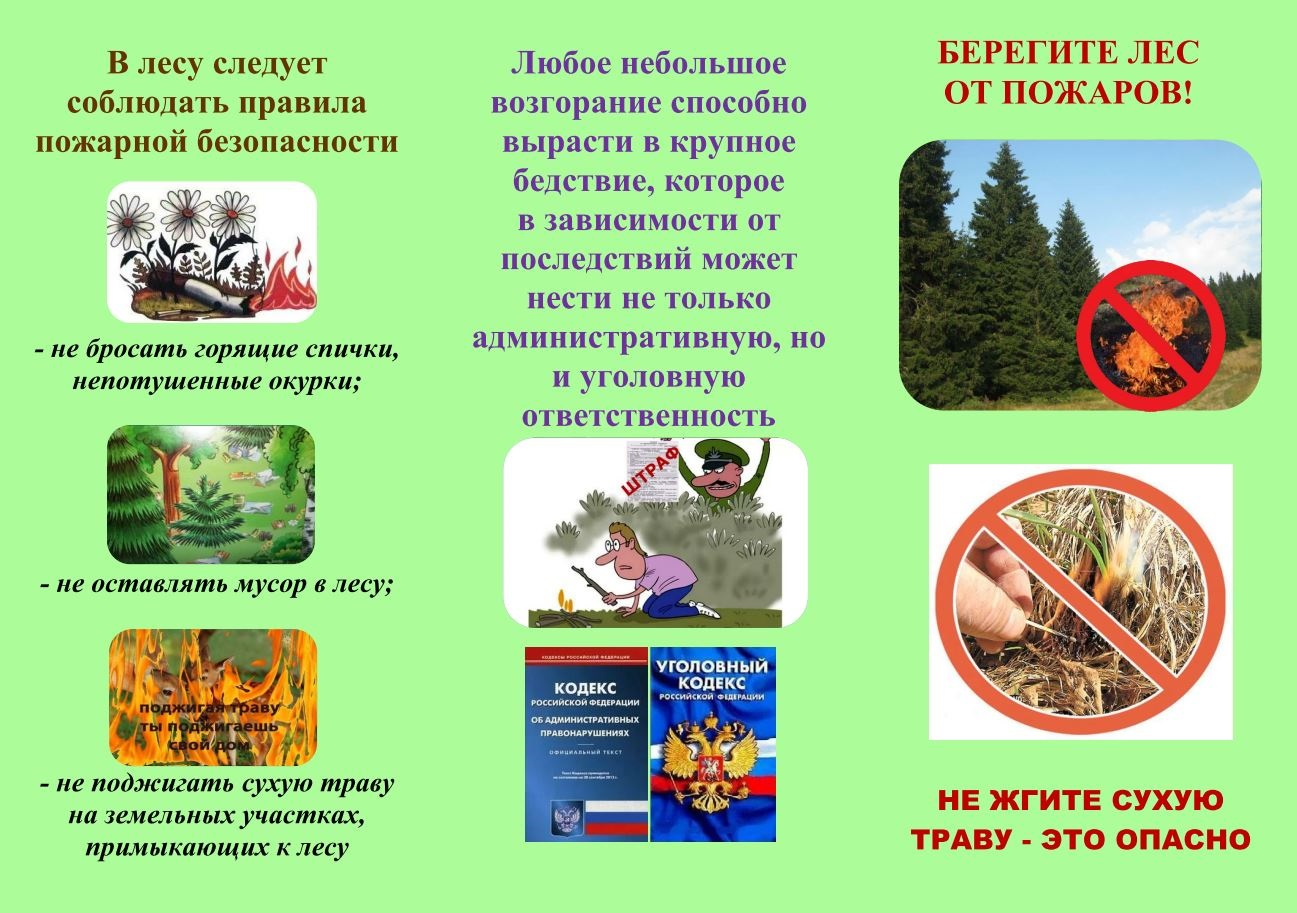 В лесу следует
соблюдать правила
пожарной безопасности
- не бросать горящие спички,
непотушенные окурки;
- не оставлять мусор в лесу;
поджигая траву
ты поджигаешь
свой дом
- не поджигать сухую траву
на земельных участках,
примыкающих к лесу
Любое небольшое
возгорание способно
вырасти в крупное
бедствие, которое
в зависимости от
последствий может
нести не только
административную, но
и уголовную
ответственность
ШТРАФ
КОДЕКСЫ РОССИЙСКОЙ ФЕДЕРАЦИИ
КОДЕКС
РОССИЙСКОЙ ФЕДЕРАЦИИ
ОБ АДМИНИСТРАТИВНЫХ
ПРАВОНАРУШЕНИЯХ
ОФИЦИАЛЬНЫЙ ТЕКСТ
УГОЛОВНЫЙ
КОДЕКС
РОССИЙСКОЙ ФЕДЕРАЦИИ
БЕРЕГИТЕ ЛЕС
ОТ ПОЖАРОВ!
НЕ ЖГИТЕ СУХУЮ
ТРАВУ - ЭТО ОПАСНО